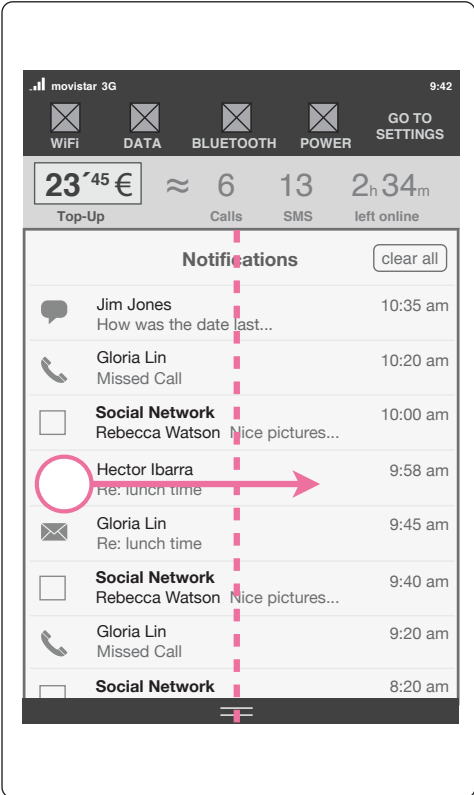 movistar 3G 9:42
WiFi DATA BLUETOOTH POWER GO TO SETTINGS
23´45 € ≈ 6 13 2h 34m
Top-Up Calls SMS left online
Notifications clear all
Jim Jones 10:35 am
How was the date last...
Gloria Lin 10:20 am
Missed Call
Social Network 10:00 am
Rebecca Watson Nice pictures...
Hector Ibarra 9:58 am
Re: lunch time
Gloria Lin 9:45 am
Re: lunch time
Social Network 9:40 am
Rebecca Watson Nice pictures...
Gloria Lin 9:20 am
Missed Call
Social Network 8:20 am